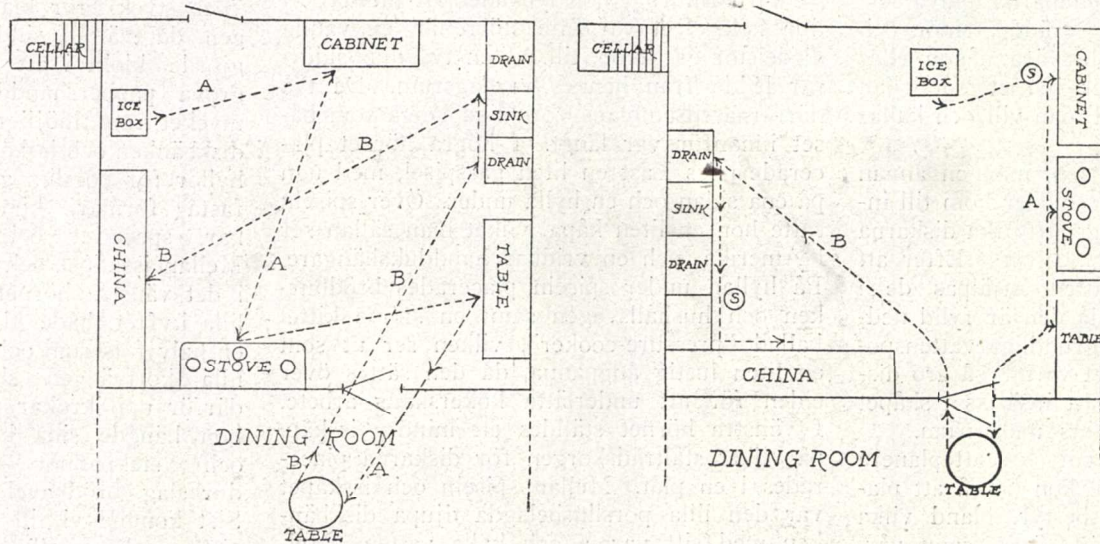 CELLAR
CABINET
DRAIN
ICE
BOX
A
SINK
B
DRAIN
CHINA
B
A
B
TABLE
STOVE
DINING ROOM
B
A
TABLE
CELLAR
ICE
BOX
S
CABINET
DRAIN
SINK
A
STOVE
B
DRAIN
S
TABLE
CHINA
DINING ROOM
TABLE